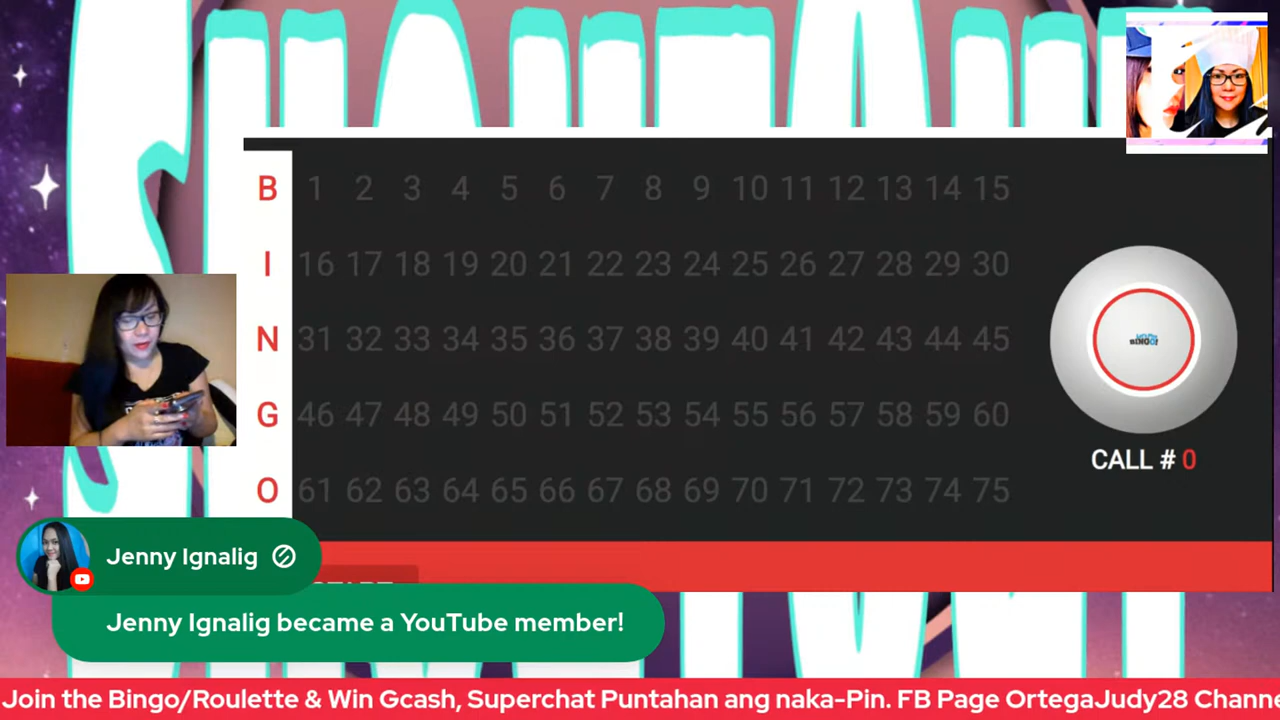 B 1 2 3 4 5 6 7 8 9 10 11 12 13 14 15
I 16 17 18 19 20 21 22 23 24 25 26 27 28 29 30
N 31 32 33 34 35 36 37 38 39 40 41 42 43 44 45
G 46 47 48 49 50 51 52 53 54 55 56 57 58 59 60
O 61 62 63 64 65 66 67 68 69 70 71 72 73 74 75
BINGO!
CALL # 0
Jenny Ignalig
Jenny Ignalig became a YouTube member!
Join the Bingo/Roulette & Win Gcash, Superchat Puntahan ang naka-Pin. FB Page OrtegaJudy28 Channe